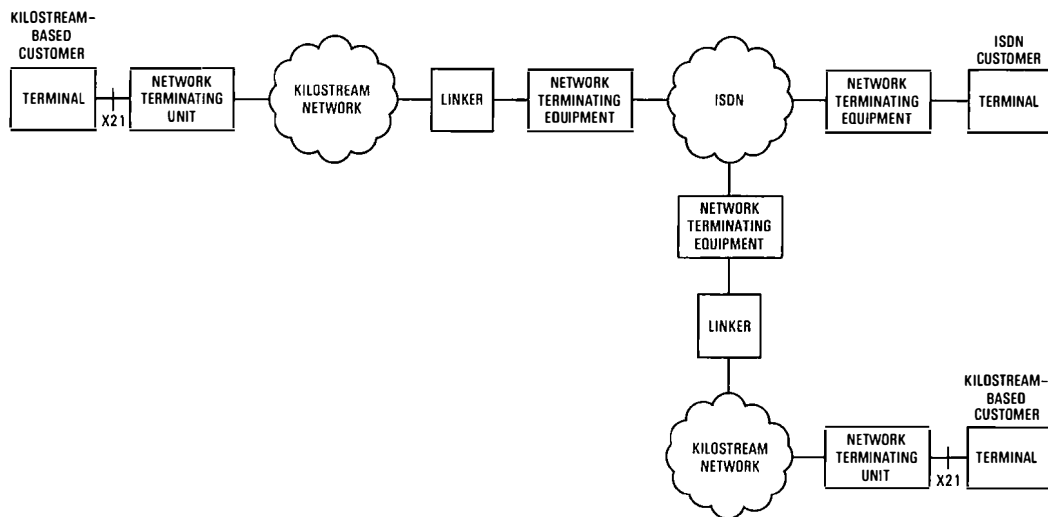 KILOSTREAM-
BASED
CUSTOMER
TERMINAL
X21
NETWORK
TERMINATING
UNIT
KILOSTREAM
NETWORK
LINKER
NETWORK
TERMINATING
EQUIPMENT
ISDN
NETWORK
TERMINATING
EQUIPMENT
ISDN
CUSTOMER
TERMINAL
NETWORK
TERMINATING
EQUIPMENT
LINKER
KILOSTREAM
NETWORK
NETWORK
TERMINATING
UNIT
X21
KILOSTREAM-
BASED
CUSTOMER
TERMINAL